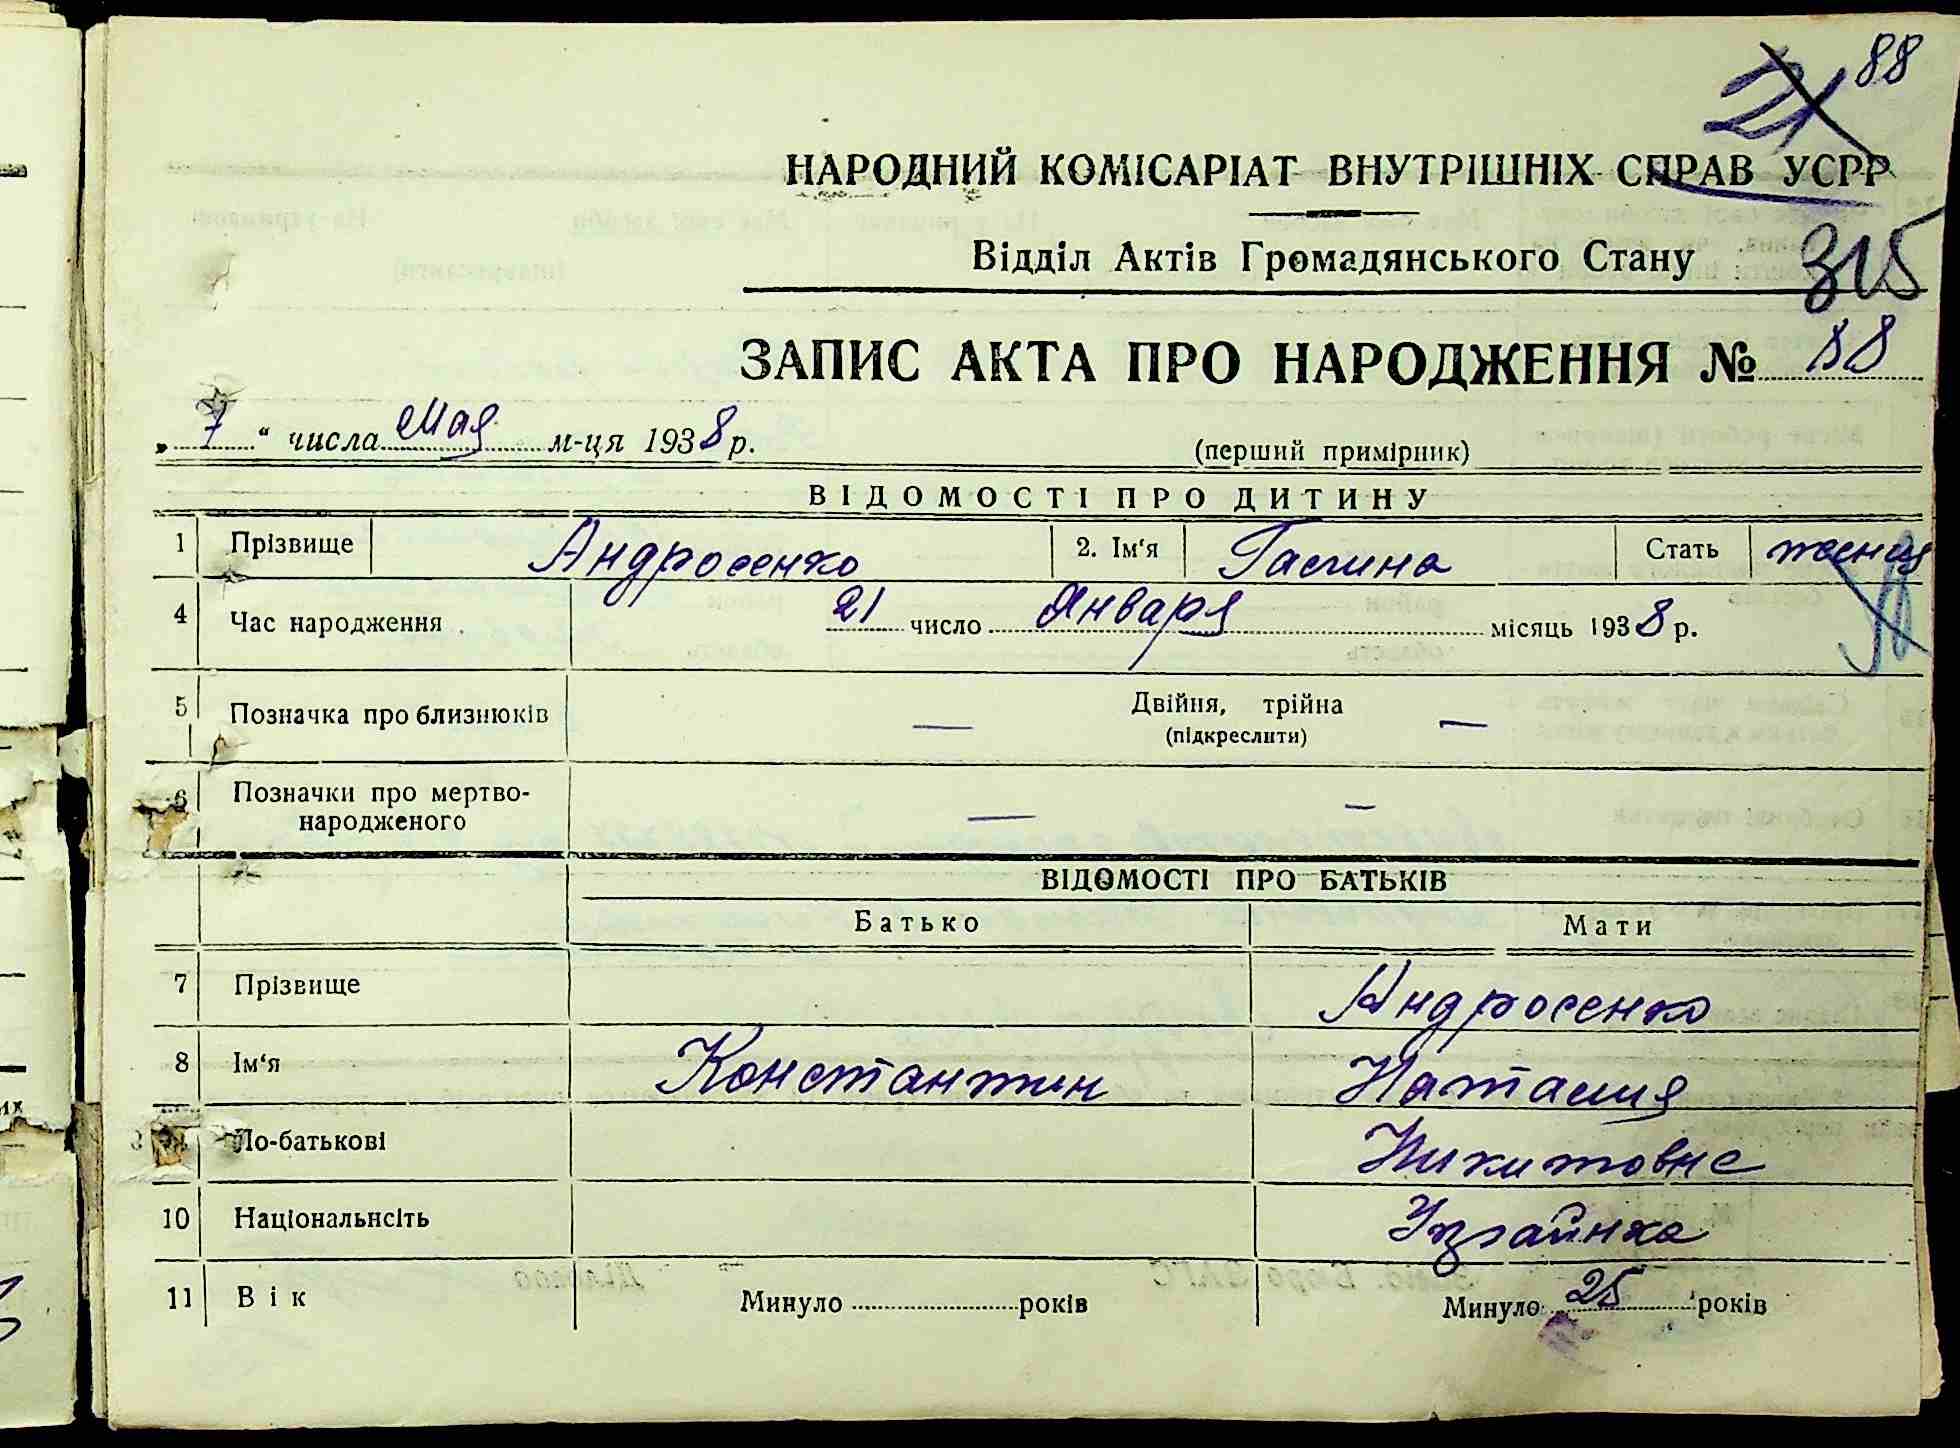 88
21
НАРОДНИЙ КОМІСАРІАТ ВНУТРІШНІХ СПРАВ УСРР
Відділ Актів Громадянського Стану
315
ЗАПИС АКТА ПРО НАРОДЖЕННЯ № 88
„ 7 “ числа Мая м-ця 1938 р.
(перший примірник)
ВІДОМОСТІ ПРО ДИТИНУ
1 Прізвище Андросенко 2. Ім‘я Галина Стать женщ
4 Час народження 21 число Января місяць 1938 р.
5 Позначка про близнюків — Двійня, трійна —
(підкреслити)
6 Позначки про мертво-
народженого — —
ВІДОМОСТІ ПРО БАТЬКІВ
Батько Мати
7 Прізвище Андросенко
8 Ім‘я Константин Наталия
По-батькові Никитовна
10 Національнсіть Украинка
11 Вік Минуло років Минуло 25 років